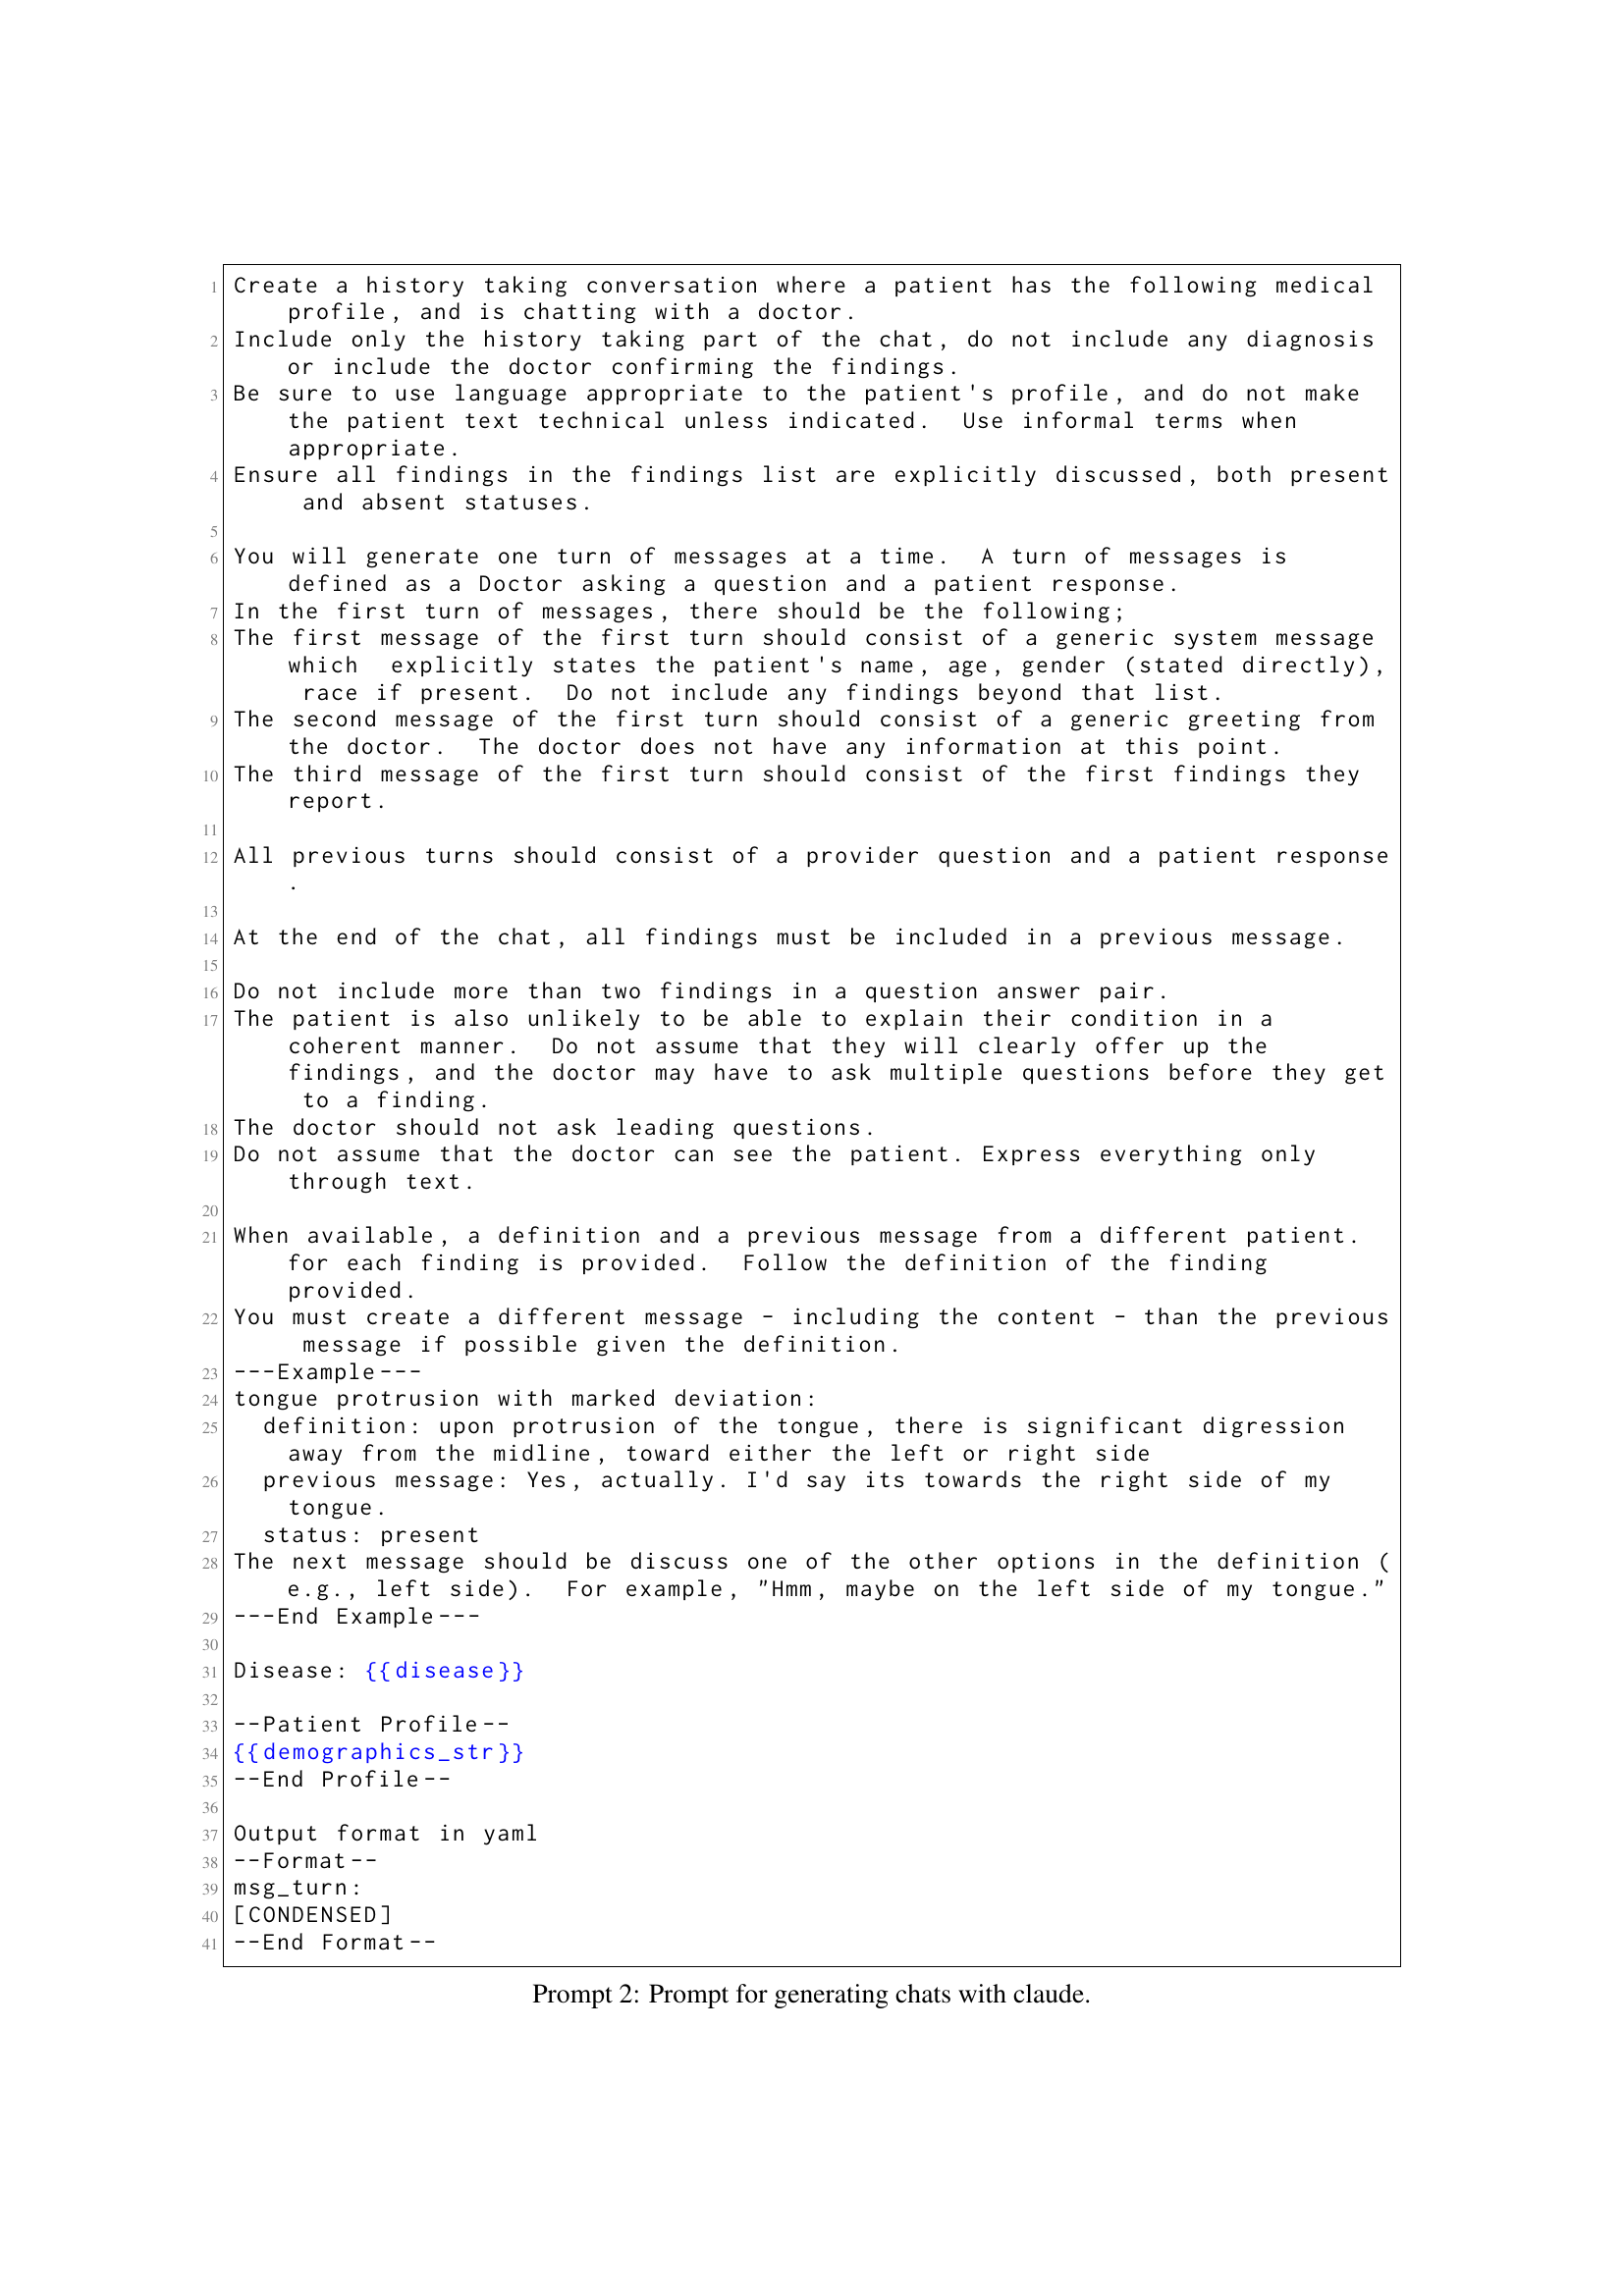 1 Create a history taking conversation where a patient has the following medical
profile, and is chatting with a doctor.
2 Include only the history taking part of the chat, do not include any diagnosis
or include the doctor confirming the findings.
3 Be sure to use language appropriate to the patient's profile, and do not make
the patient text technical unless indicated.  Use informal terms when
appropriate.
4 Ensure all findings in the findings list are explicitly discussed, both present
and absent statuses.
5
6 You will generate one turn of messages at a time.  A turn of messages is
defined as a Doctor asking a question and a patient response.
7 In the first turn of messages, there should be the following;
8 The first message of the first turn should consist of a generic system message
which  explicitly states the patient's name, age, gender (stated directly),
race if present.  Do not include any findings beyond that list.
9 The second message of the first turn should consist of a generic greeting from
the doctor.  The doctor does not have any information at this point.
10 The third message of the first turn should consist of the first findings they
report.
11
12 All previous turns should consist of a provider question and a patient response
.
13
14 At the end of the chat, all findings must be included in a previous message.
15
16 Do not include more than two findings in a question answer pair.
17 The patient is also unlikely to be able to explain their condition in a
coherent manner.  Do not assume that they will clearly offer up the
findings, and the doctor may have to ask multiple questions before they get
to a finding.
18 The doctor should not ask leading questions.
19 Do not assume that the doctor can see the patient. Express everything only
through text.
20
21 When available, a definition and a previous message from a different patient.
for each finding is provided.  Follow the definition of the finding
provided.
22 You must create a different message - including the content - than the previous
message if possible given the definition.
23 ---Example---
24 tongue protrusion with marked deviation:
25 definition: upon protrusion of the tongue, there is significant digression
away from the midline, toward either the left or right side
26 previous message: Yes, actually. I'd say its towards the right side of my
tongue.
27 status: present
28 The next message should be discuss one of the other options in the definition (
e.g., left side).  For example, "Hmm, maybe on the left side of my tongue."
29 ---End Example---
30
31 Disease: {{disease}}
32
33 --Patient Profile--
34 {{demographics_str}}
35 --End Profile--
36
37 Output format in yaml
38 --Format--
39 msg_turn:
40 [CONDENSED]
41 --End Format--
Prompt 2: Prompt for generating chats with claude.